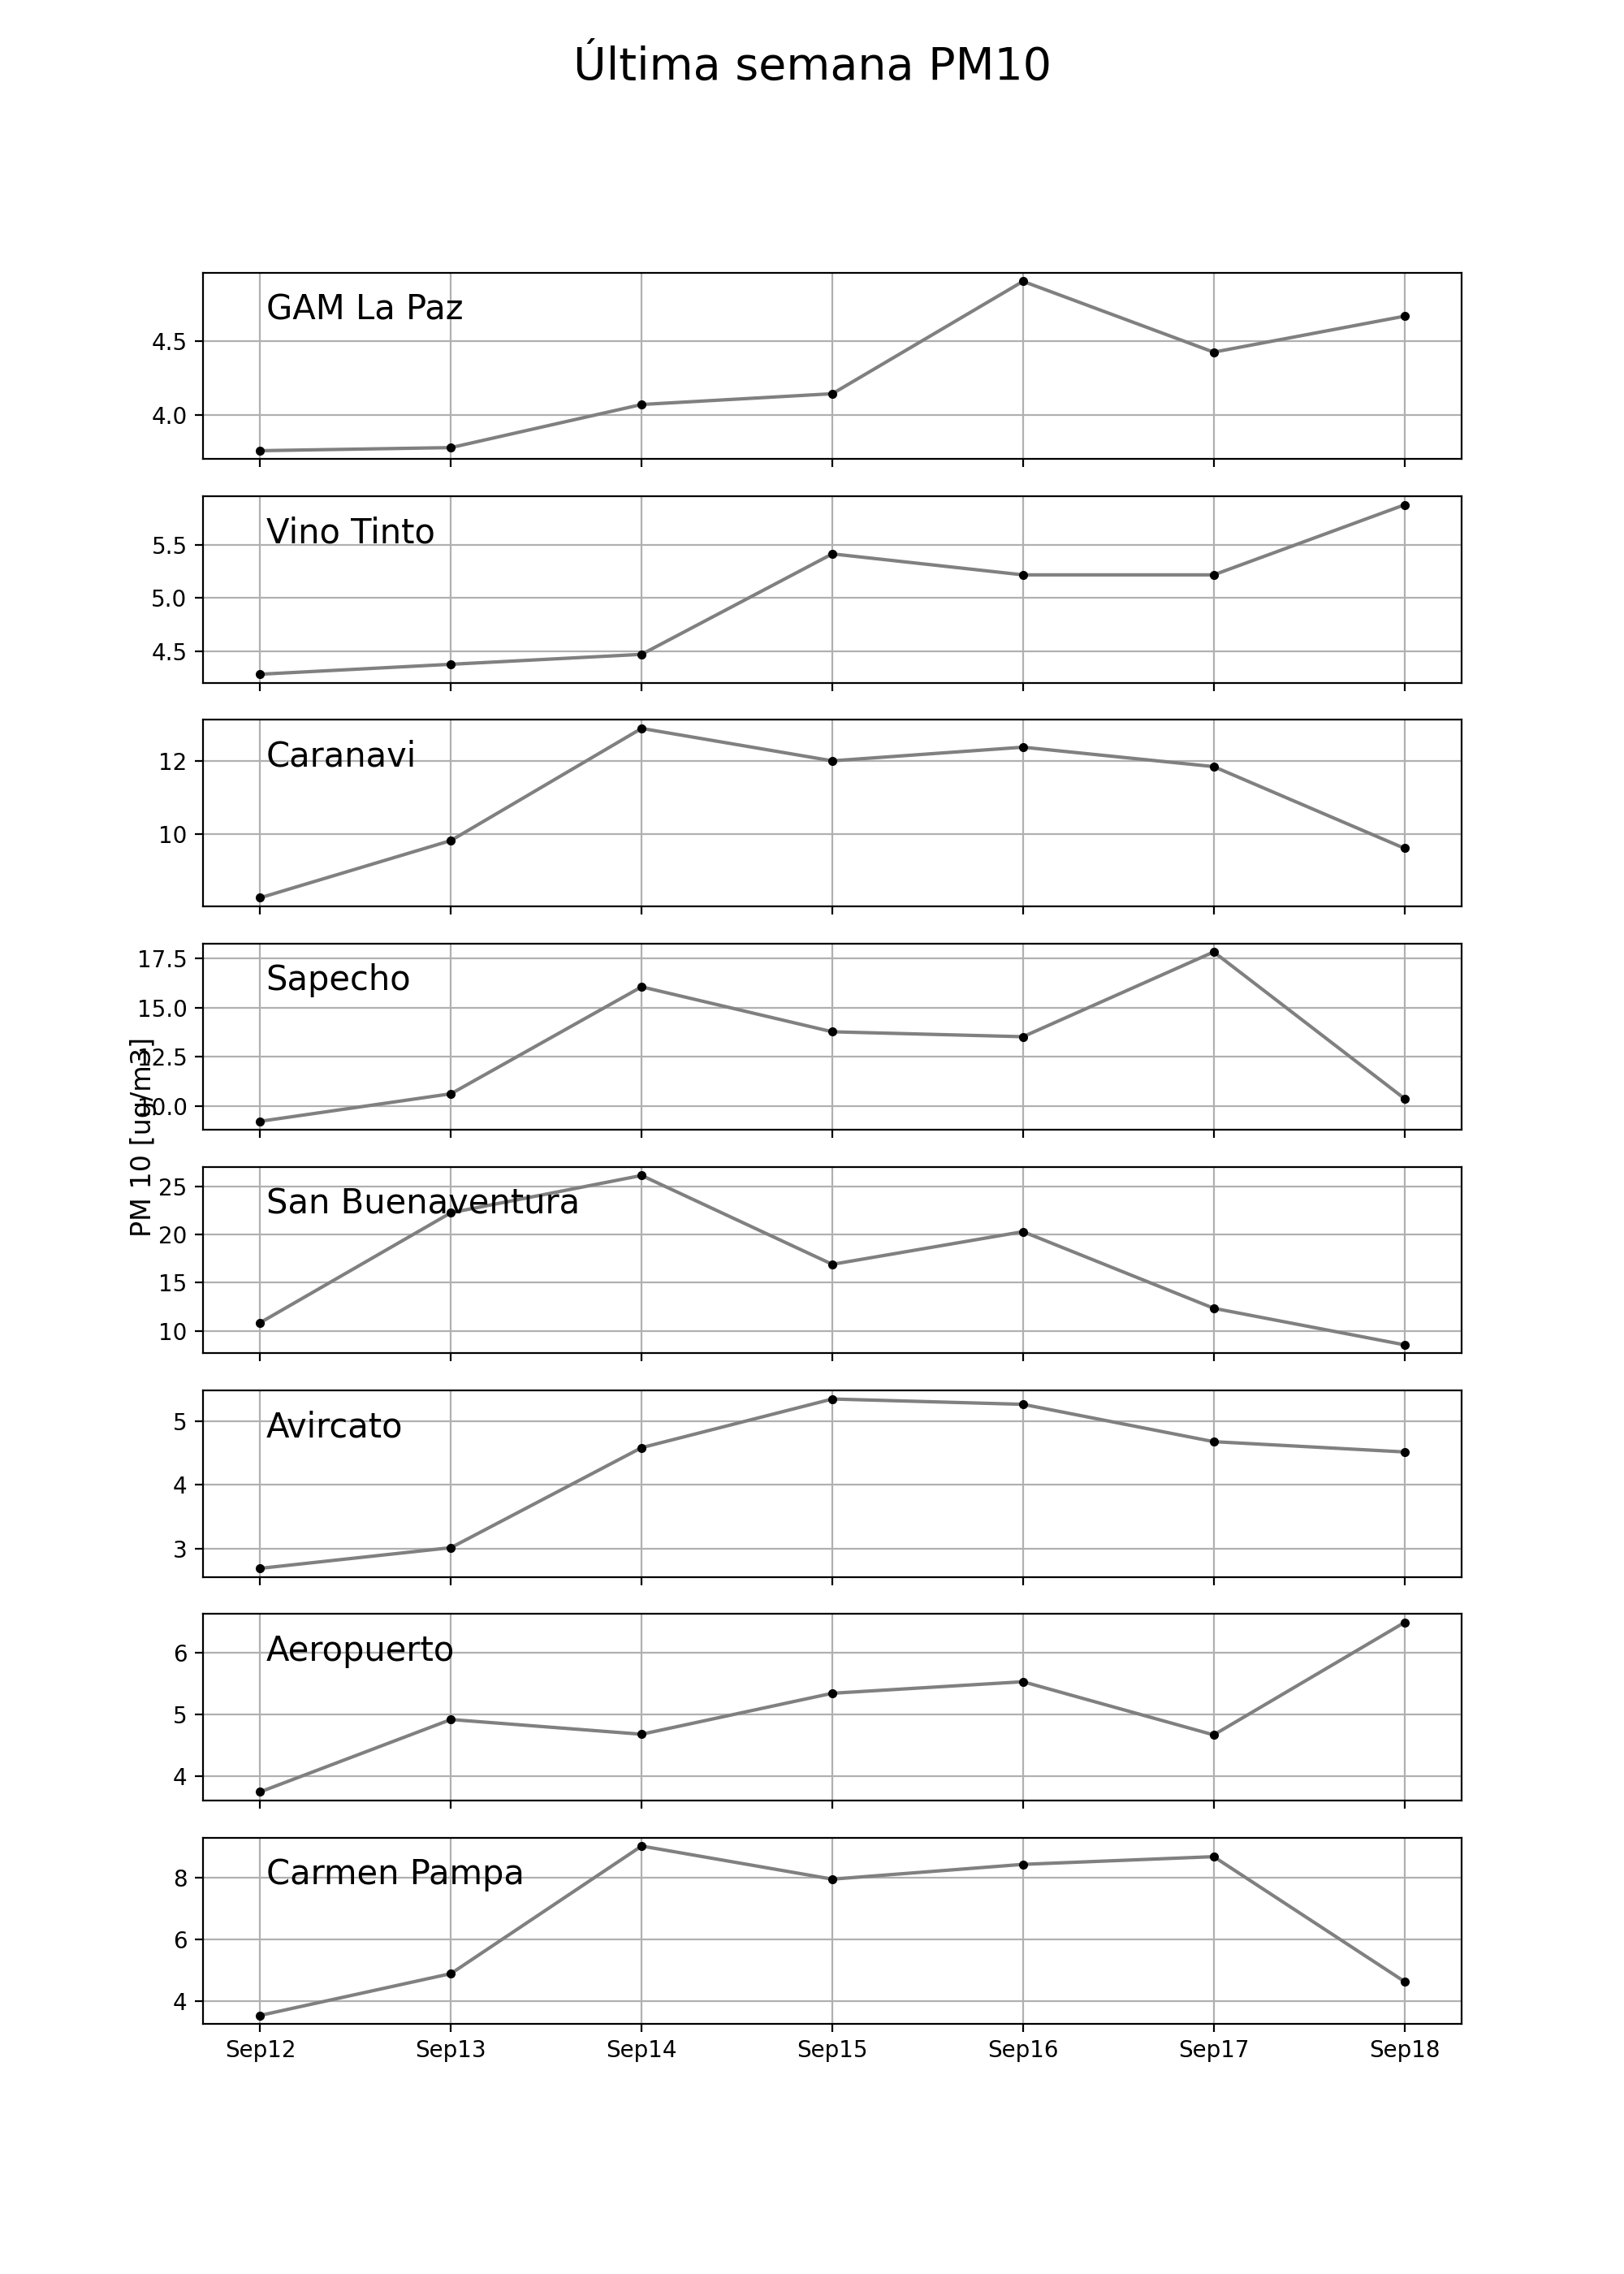 Última semana PM10
GAM La Paz
4.5
4.0
Vino Tinto
5.5
5.0
4.5
Caranavi
12
10
PM 10 [ug/m3]
Sapecho
17.5
15.0
12.5
10.0
San Buenaventura
25
20
15
10
Avircato
5
4
3
Aeropuerto
6
5
4
Carmen Pampa
8
6
4
Sep12 Sep13 Sep14 Sep15 Sep16 Sep17 Sep18